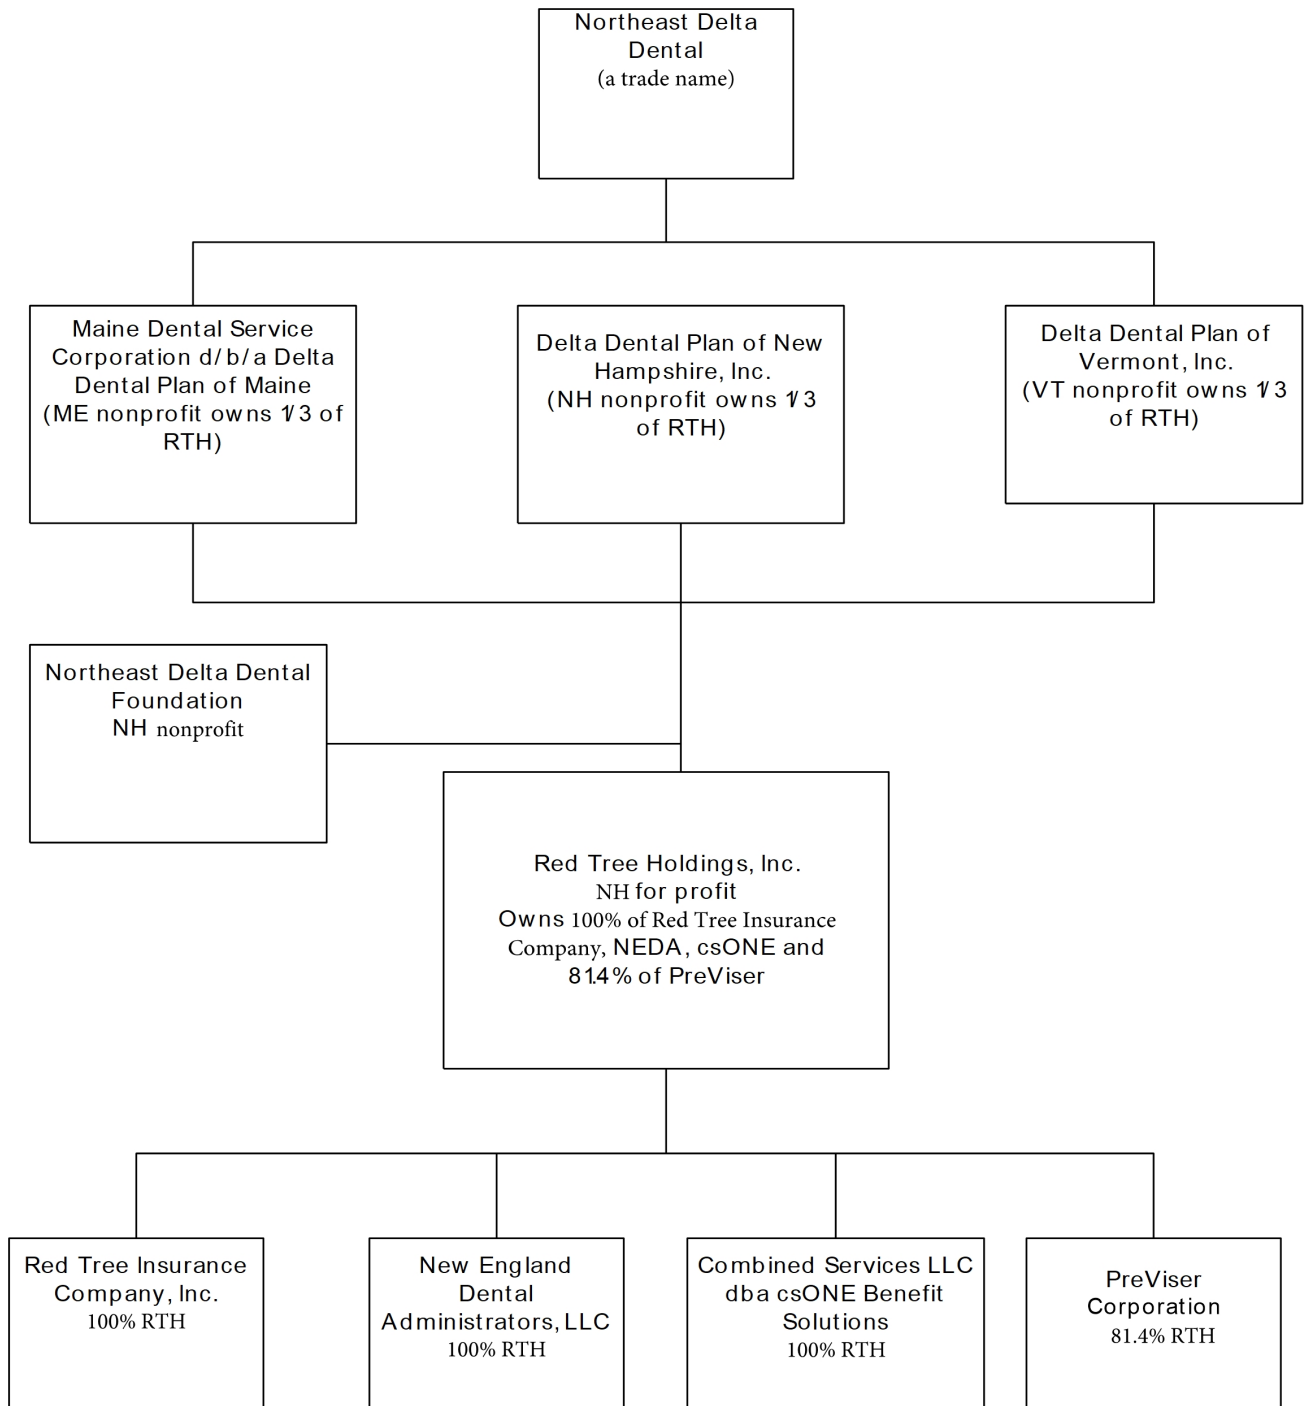 Northeast Delta
Dental
(a trade name)
Maine Dental Service
Corporation d/b/a Delta
Dental Plan of Maine
(ME nonprofit owns 1/3 of
RTH)
Delta Dental Plan of New
Hampshire, Inc.
(NH nonprofit owns 1/3
of RTH)
Delta Dental Plan of
Vermont, Inc.
(VT nonprofit owns 1/3
of RTH)
Northeast Delta Dental
Foundation
NH nonprofit
Red Tree Holdings, Inc.
NH for profit
Owns 100% of Red Tree Insurance
Company, NEDA, csONE and
81.4% of PreViser
Red Tree Insurance
Company, Inc.
100% RTH
New England
Dental
Administrators, LLC
100% RTH
Combined Services LLC
dba csONE Benefit
Solutions
100% RTH
PreViser
Corporation
81.4% RTH